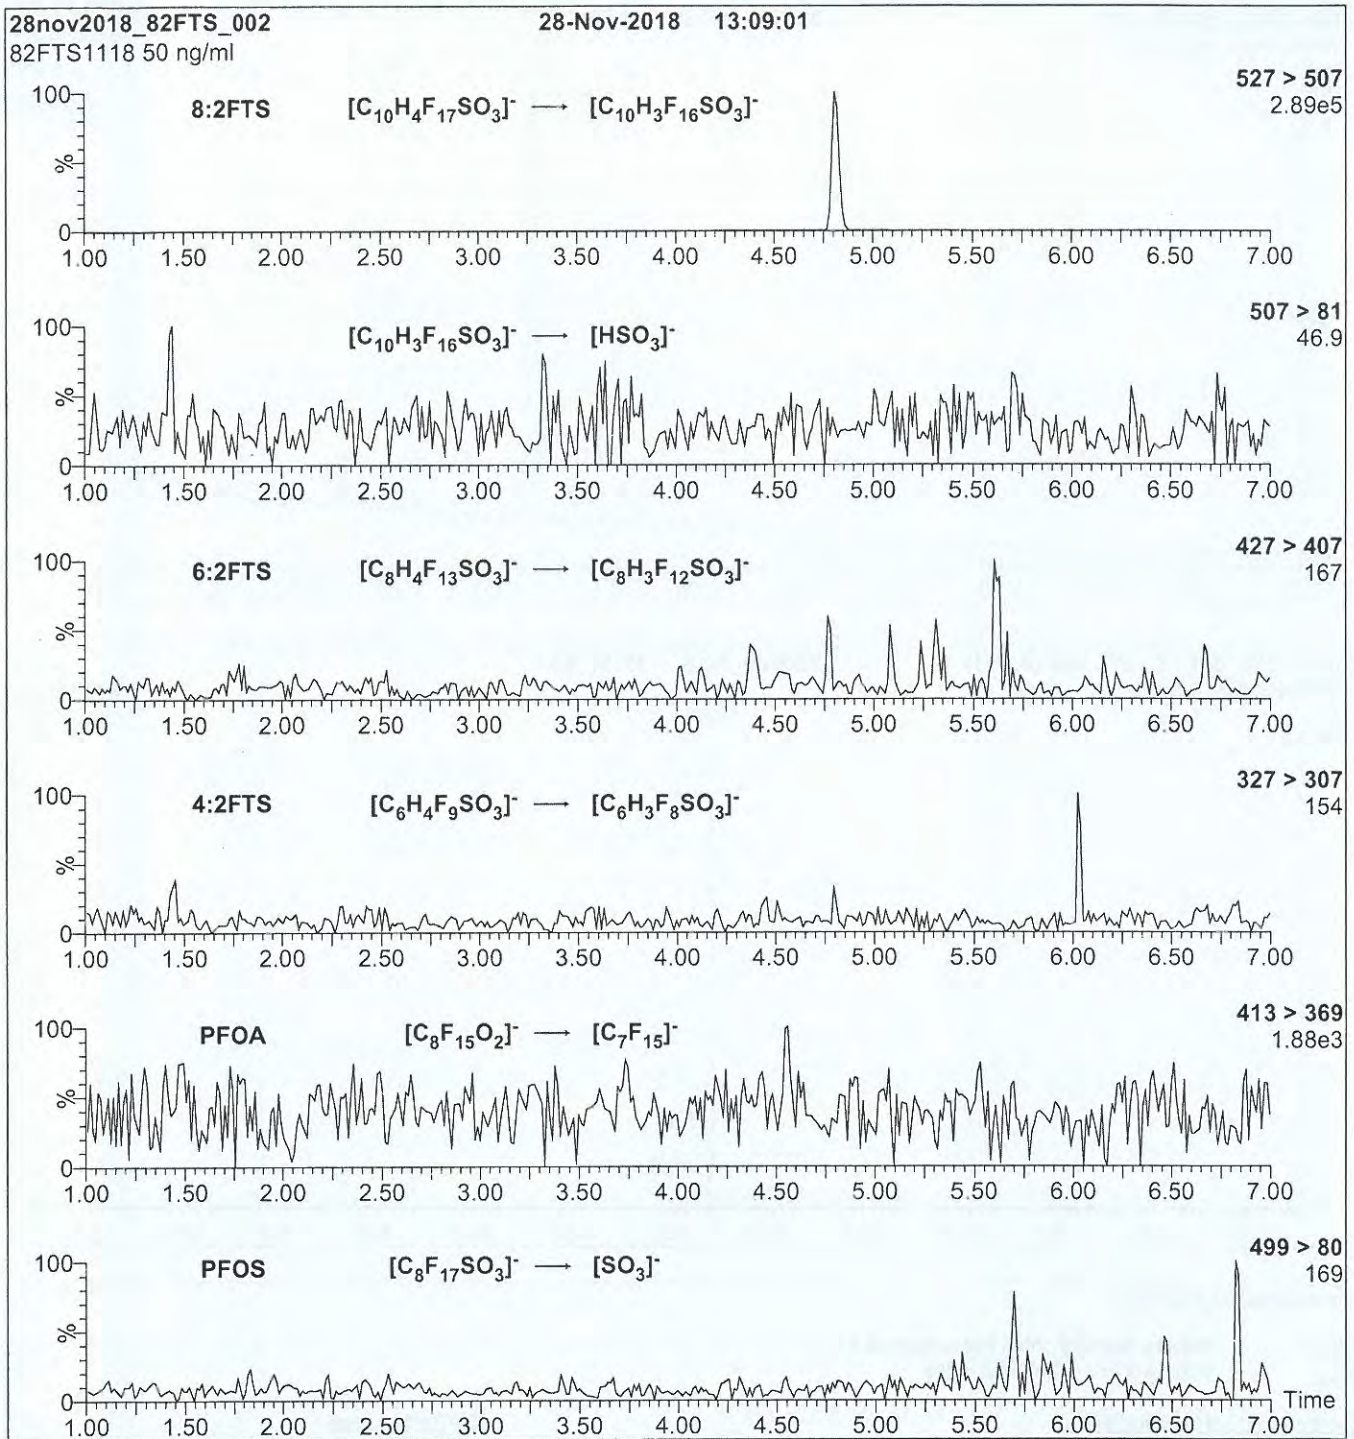 28nov2018_82FTS_002 28-Nov-2018 13:09:01
82FTS1118 50 ng/ml
527 > 507
2.89e5
8:2FTS [C₁₀H₄F₁₇SO₃]⁻ ⟶ [C₁₀H₃F₁₆SO₃]⁻
100
%
0
1.00 1.50 2.00 2.50 3.00 3.50 4.00 4.50 5.00 5.50 6.00 6.50 7.00
507 > 81
46.9
[C₁₀H₃F₁₆SO₃]⁻ ⟶ [HSO₃]⁻
100
%
0
1.00 1.50 2.00 2.50 3.00 3.50 4.00 4.50 5.00 5.50 6.00 6.50 7.00
427 > 407
167
6:2FTS [C₈H₄F₁₃SO₃]⁻ ⟶ [C₈H₃F₁₂SO₃]⁻
100
%
0
1.00 1.50 2.00 2.50 3.00 3.50 4.00 4.50 5.00 5.50 6.00 6.50 7.00
327 > 307
154
4:2FTS [C₆H₄F₉SO₃]⁻ ⟶ [C₆H₃F₈SO₃]⁻
100
%
0
1.00 1.50 2.00 2.50 3.00 3.50 4.00 4.50 5.00 5.50 6.00 6.50 7.00
413 > 369
1.88e3
PFOA [C₈F₁₅O₂]⁻ ⟶ [C₇F₁₅]⁻
100
%
0
1.00 1.50 2.00 2.50 3.00 3.50 4.00 4.50 5.00 5.50 6.00 6.50 7.00
499 > 80
169
PFOS [C₈F₁₇SO₃]⁻ ⟶ [SO₃]⁻
100
%
0
Time
1.00 1.50 2.00 2.50 3.00 3.50 4.00 4.50 5.00 5.50 6.00 6.50 7.00